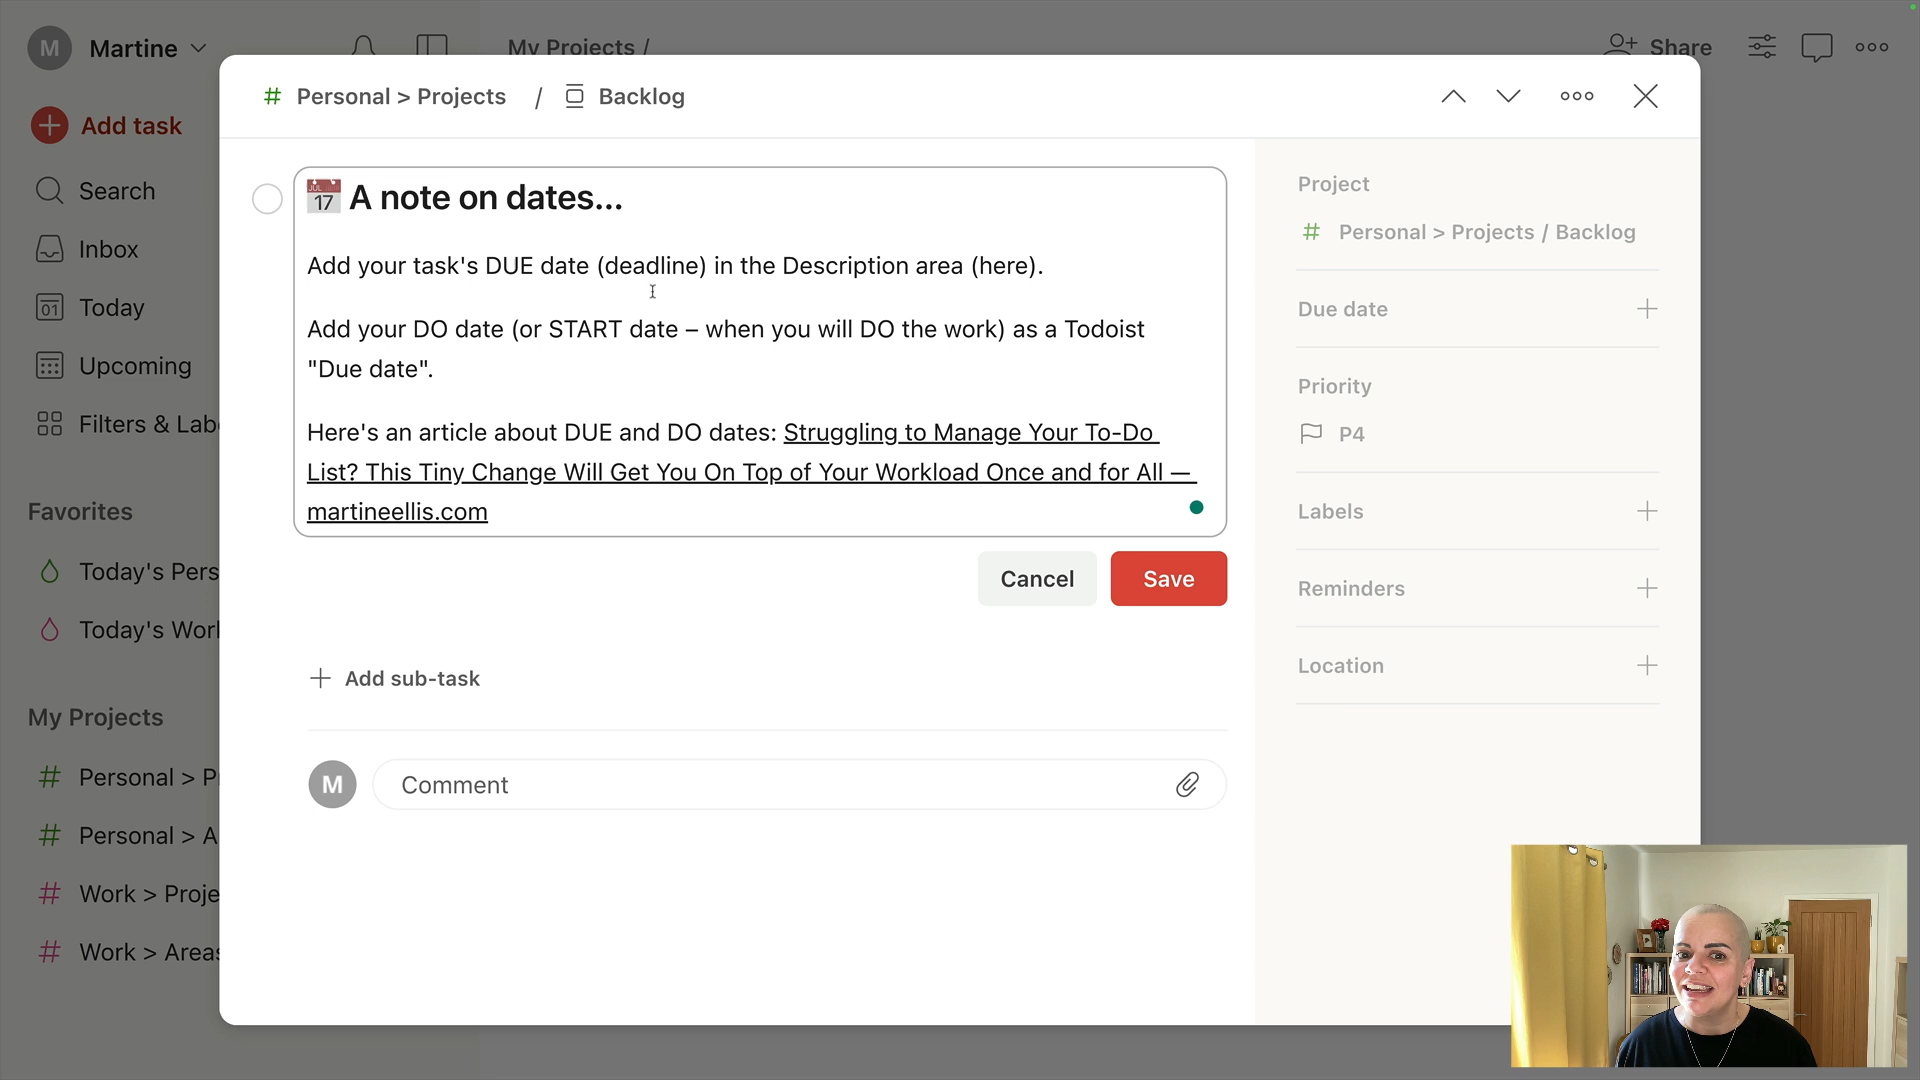 M
Martine
My Projects /
Share
Add task
Search
Inbox
01
Today
Upcoming
Filters & Lab
Favorites
Today's Pers
Today's Work
My Projects
Personal > P
Personal > A
Work > Proje
Work > Areas
# Personal > Projects / Backlog
JUL
17
A note on dates...
Add your task's DUE date (deadline) in the Description area (here).
Add your DO date (or START date – when you will DO the work) as a Todoist
"Due date".
Here's an article about DUE and DO dates: Struggling to Manage Your To-Do
List? This Tiny Change Will Get You On Top of Your Workload Once and for All —
martineellis.com
Cancel
Save
Add sub-task
M
Comment
Project
# Personal > Projects / Backlog
Due date
Priority
P4
Labels
Reminders
Location